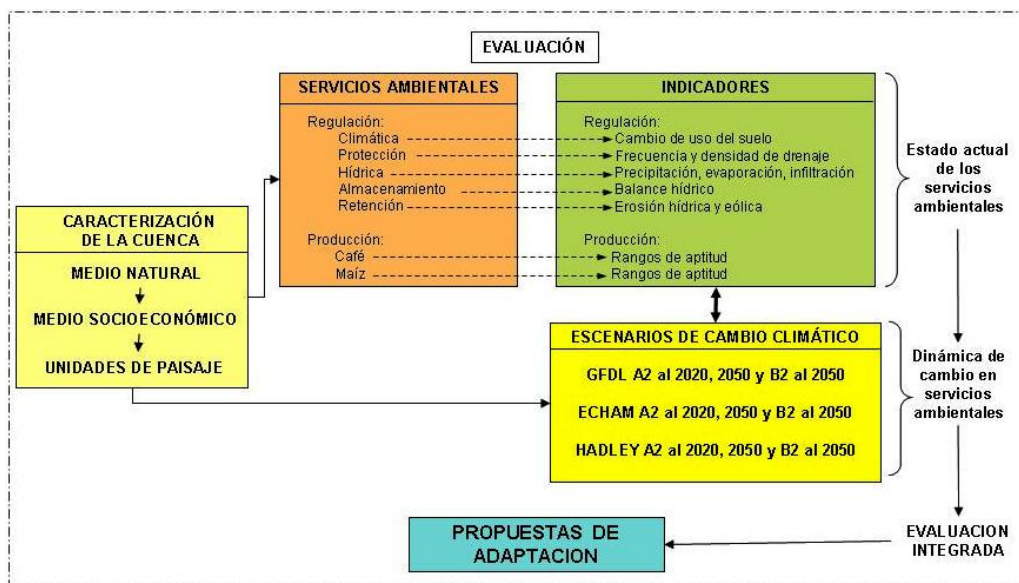 EVALUACIÓN
SERVICIOS AMBIENTALES
Regulación:
Climática
Protección
Hídrica
Almacenamiento
Retención
Producción:
Café
Maíz
INDICADORES
Regulación:
Cambio de uso del suelo
Frecuencia y densidad de drenaje
Precipitación, evaporación, infiltración
Balance hídrico
Erosión hídrica y eólica
Producción:
Rangos de aptitud
Rangos de aptitud
Estado actual
de los
servicios
ambientales
CARACTERIZACIÓN
DE LA CUENCA
MEDIO NATURAL
MEDIO SOCIOECONÓMICO
UNIDADES DE PAISAJE
ESCENARIOS DE CAMBIO CLIMÁTICO
GFDL A2 al 2020, 2050 y B2 al 2050
ECHAM A2 al 2020, 2050 y B2 al 2050
HADLEY A2 al 2020, 2050 y B2 al 2050
Dinámica de
cambio en
servicios
ambientales
PROPUESTAS DE
ADAPTACION
EVALUACION
INTEGRADA